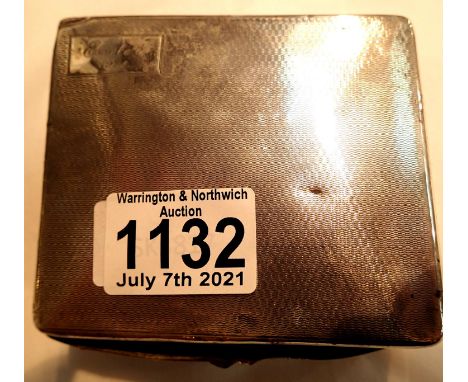 Warrington & Northwich
Auction
1132
July 7th 2021